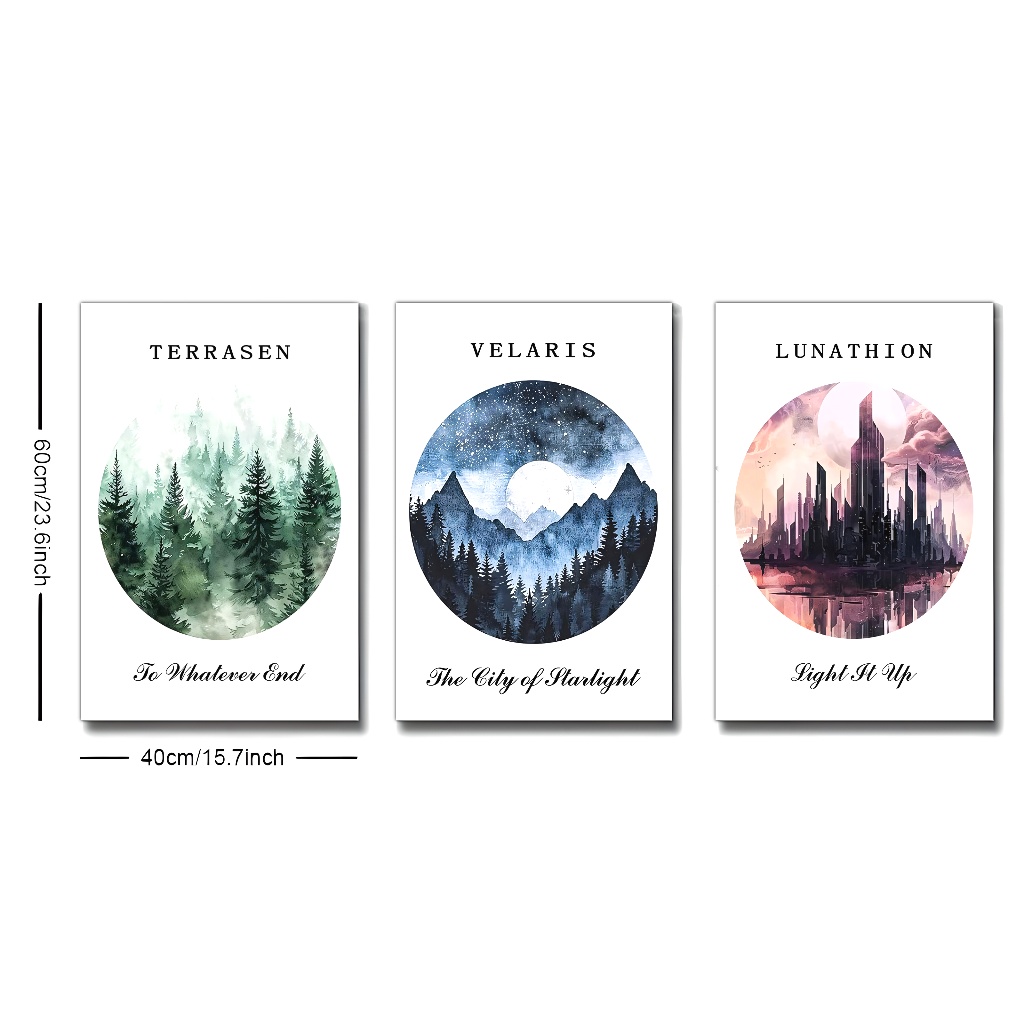 TERRASEN
To Whatever End
VELARIS
The City of Starlight
LUNATHION
Light It Up
60cm/23.6inch
40cm/15.7inch